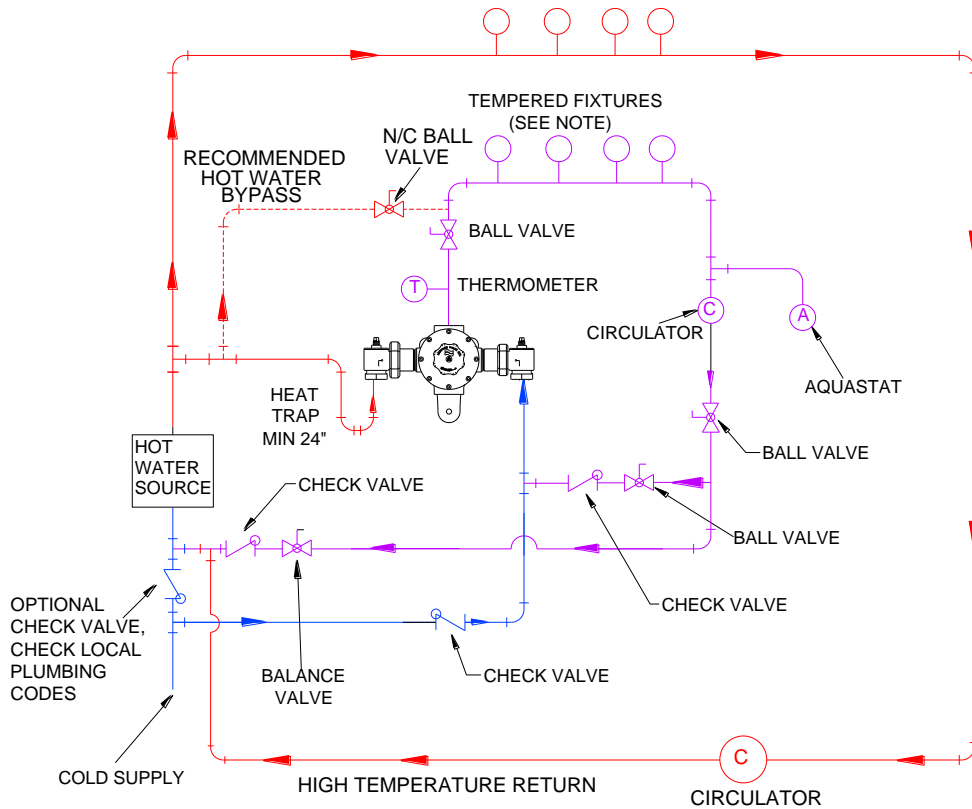 TEMPERED FIXTURES
(SEE NOTE)
N/C BALL
VALVE
RECOMMENDED
HOT WATER
BYPASS
BALL VALVE
T
THERMOMETER
C
CIRCULATOR
A
AQUASTAT
HEAT
TRAP
MIN 24"
HOT
WATER
SOURCE
BALL VALVE
CHECK VALVE
BALL VALVE
CHECK VALVE
OPTIONAL
CHECK VALVE,
CHECK LOCAL
PLUMBING
CODES
BALANCE
VALVE
CHECK VALVE
COLD SUPPLY
HIGH TEMPERATURE RETURN
C
CIRCULATOR